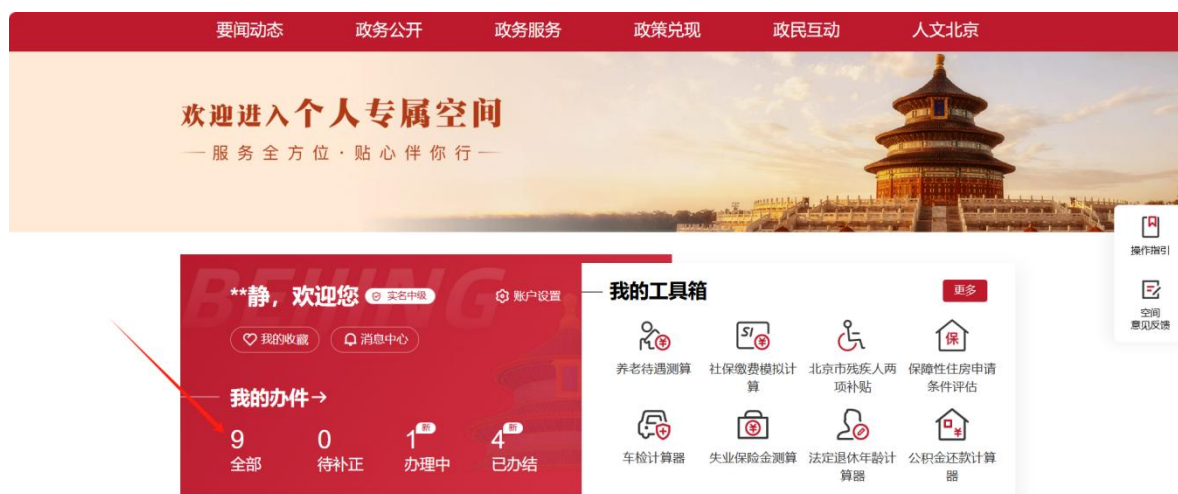 要闻动态 政务公开 政务服务 政策兑现 政民互动 人文北京
欢迎进入个人专属空间
服务全方位·贴心伴你行
操作指引
空间
意见反馈
BEIJING
**静，欢迎您 实名中级 账户设置
我的收藏 消息中心
我的办件→
9 0 1 新 4 新
全部 待补正 办理中 已办结
我的工具箱 更多
养老待遇测算 社保缴费模拟计算 北京市残疾人两项补贴 保障性住房申请条件评估
车检计算器 失业保险金测算 法定退休年龄计算器 公积金还款计算器
SI
保